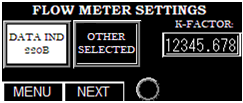 FLOW METER SETTINGS
DATA IND
220B
OTHER
SELECTED
K-FACTOR:
12345.678
MENU
NEXT